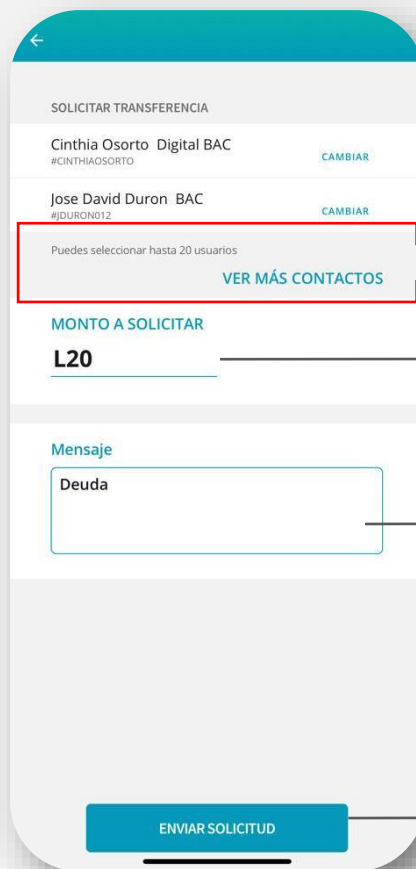 SOLICITAR TRANSFERENCIA
Cinthia Osorto  Digital BAC
#CINTHIAOSORTO
CAMBIAR
Jose David Duron  BAC
#JDURON012
CAMBIAR
Puedes seleccionar hasta 20 usuarios
VER MÁS CONTACTOS
MONTO A SOLICITAR
L20
Mensaje
Deuda
ENVIAR SOLICITUD